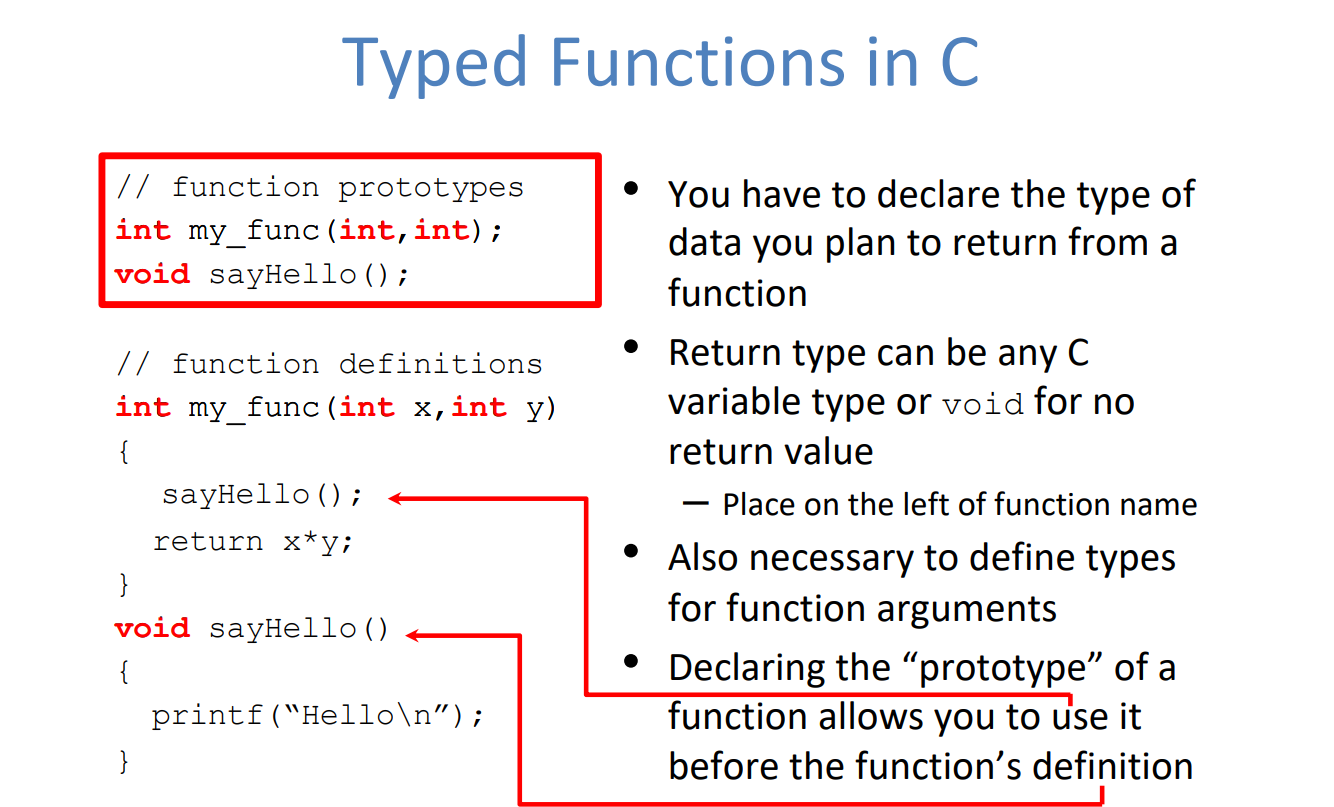 Typed Functions in C
// function prototypes
int my_func(int,int);
void sayHello();
// function definitions
int my_func(int x,int y)
{
sayHello();
return x*y;
}
void sayHello()
{
printf(“Hello\n”);
}
• You have to declare the type of
data you plan to return from a
function
• Return type can be any C
variable type or void for no
return value
– Place on the left of function name
• Also necessary to define types
for function arguments
• Declaring the “prototype” of a
function allows you to use it
before the function’s definition